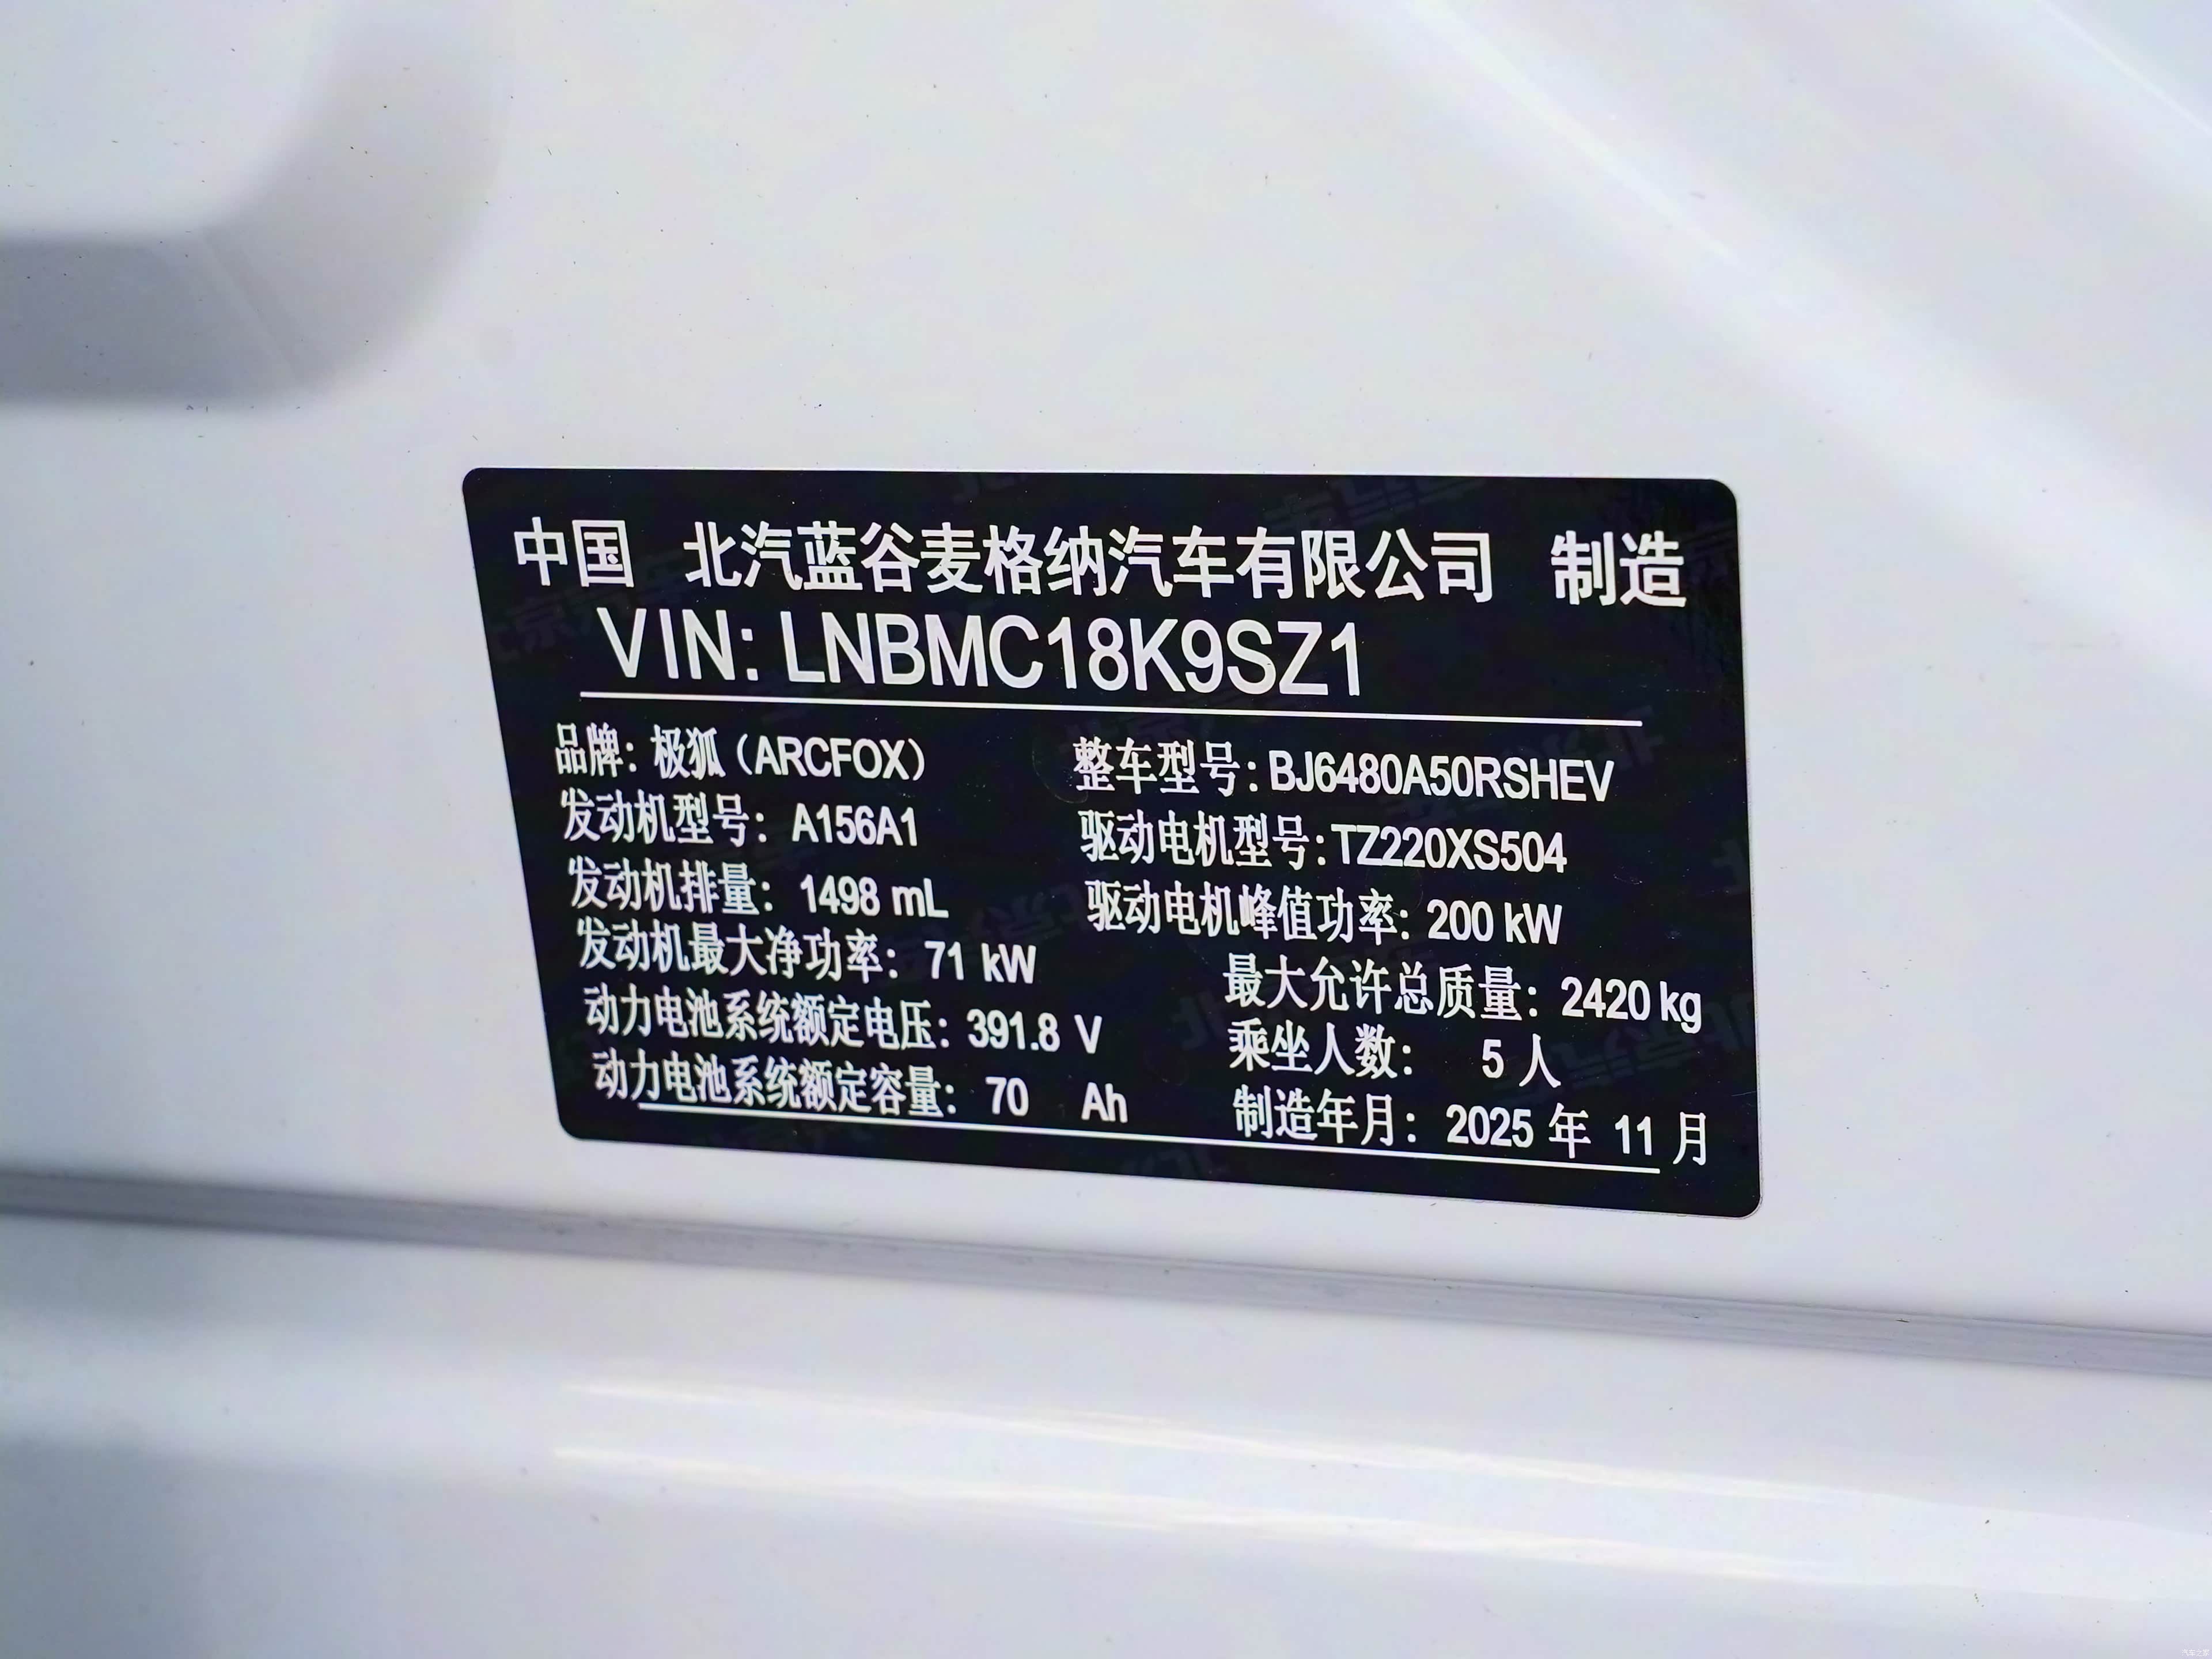 中国 北汽蓝谷麦格纳汽车有限公司 制造
VIN: LNBMC18K9SZ1
品牌: 极狐（ARCFOX） 整车型号: BJ6480A50RSHEV
发动机型号: A156A1 驱动电机型号: TZ220XS504
发动机排量: 1498 mL 驱动电机峰值功率: 200 kW
发动机最大净功率: 71 kW 最大允许总质量: 2420 kg
动力电池系统额定电压: 391.8 V 乘坐人数: 5 人
动力电池系统额定容量: 70 Ah 制造年月: 2025 年 11 月
汽车之家